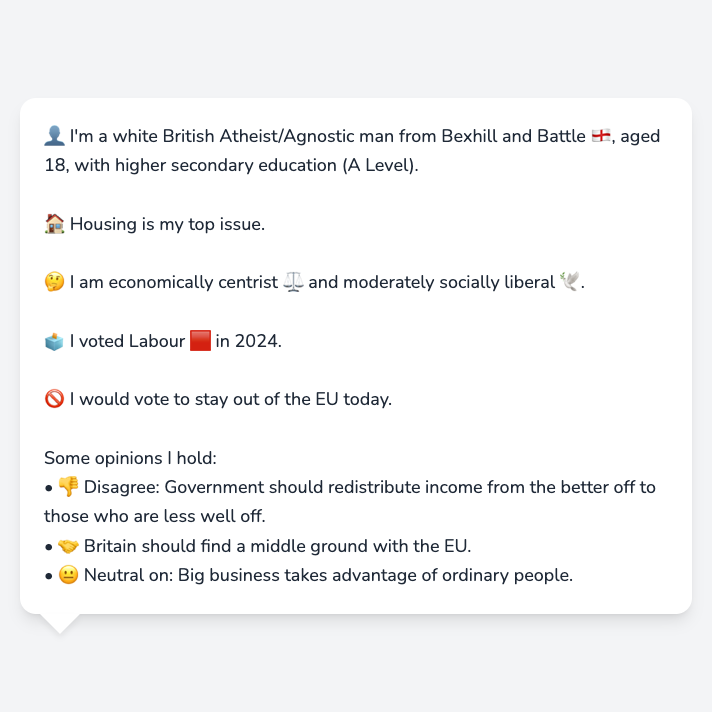 👤 I'm a white British Atheist/Agnostic man from Bexhill and Battle 🏴󠁧󠁢󠁥󠁮󠁧󠁿, aged
18, with higher secondary education (A Level).
🏠 Housing is my top issue.
🤔 I am economically centrist ⚖️ and moderately socially liberal 🕊️.
🗳️ I voted Labour 🟥 in 2024.
🚫 I would vote to stay out of the EU today.
Some opinions I hold:
• 👎 Disagree: Government should redistribute income from the better off to
those who are less well off.
• 🤝 Britain should find a middle ground with the EU.
• 😐 Neutral on: Big business takes advantage of ordinary people.